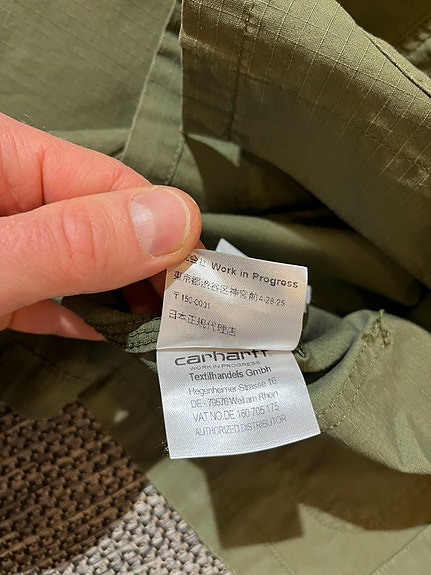 会社 Work in Progress
東京都渋谷区神宮前4-28-25
〒150-0001
日本正規代理店
carhartt
WORK IN PROGRESS
Textilhandels GmbH
Hegenheimer-Strasse 16
DE - 79576 Weil am Rhein
VAT NO.DE 160 705 175
AUTHORIZED DISTRIBUTOR